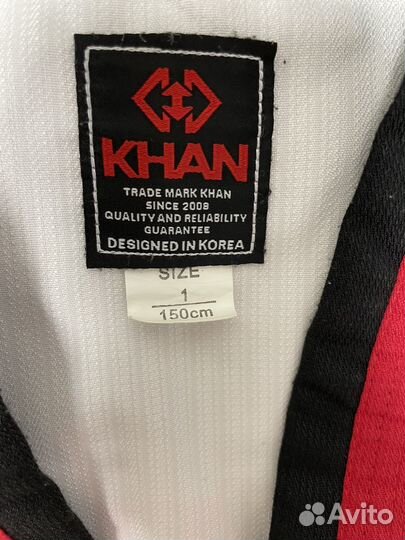 KHAN
TRADE MARK KHAN
SINCE 2008
QUALITY AND RELIABILITY
GUARANTEE
DESIGNED IN KOREA
SIZE
1
150cm
Avito